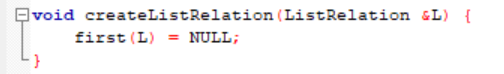 void createListRelation(ListRelation &L) {
first(L) = NULL;
}